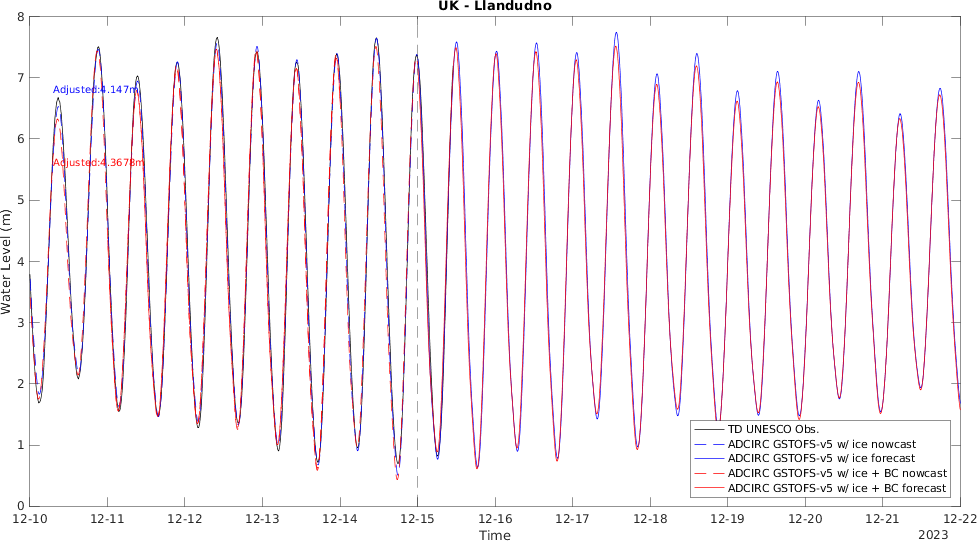 UK - Llandudno
8
7
6
5
4
3
2
1
0
Water Level (m)
Adjusted:4.147m
Adjusted:4.3678m
TD UNESCO Obs.
ADCIRC GSTOFS-v5 w/ ice nowcast
ADCIRC GSTOFS-v5 w/ ice forecast
ADCIRC GSTOFS-v5 w/ ice + BC nowcast
ADCIRC GSTOFS-v5 w/ ice + BC forecast
12-10 12-11 12-12 12-13 12-14 12-15 12-16 12-17 12-18 12-19 12-20 12-21 12-22
Time
2023